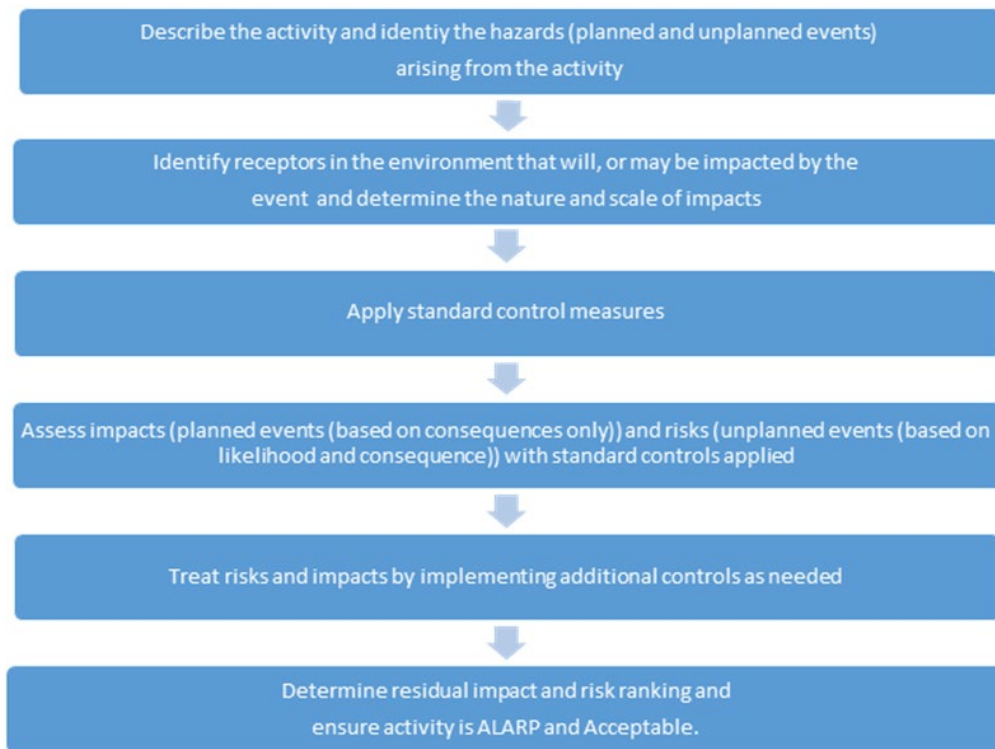 Describe the activity and identiy the hazards (planned and unplanned events)
arising from the activity
Identify receptors in the environment that will, or may be impacted by the
event and determine the nature and scale of impacts
Apply standard control measures
Assess impacts (planned events (based on consequences only)) and risks (unplanned events (based on
likelihood and consequence)) with standard controls applied
Treat risks and impacts by implementing additional controls as needed
Determine residual impact and risk ranking and
ensure activity is ALARP and Acceptable.